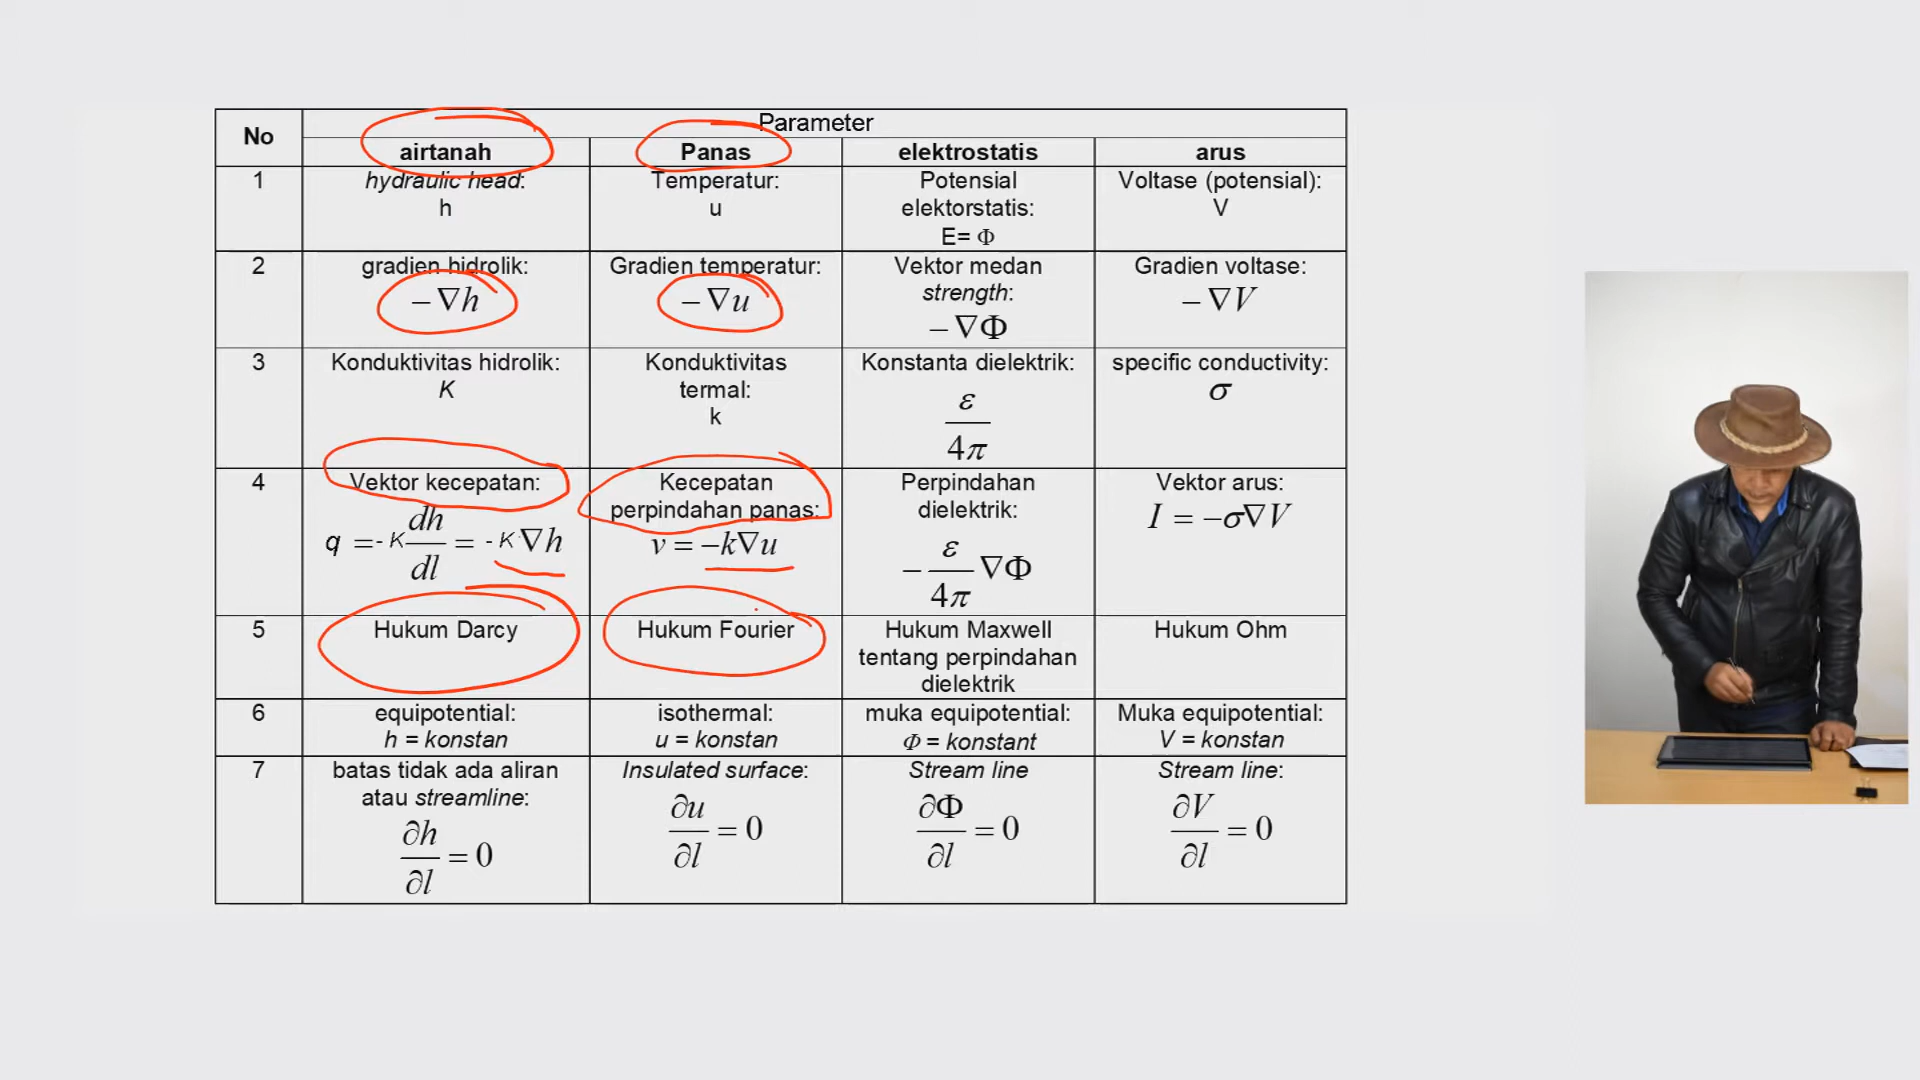 No
Parameter
airtanah
Panas
elektrostatis
arus
1
hydraulic head:
h
Temperatur:
u
Potensial
elektorstatis:
E= Φ
Voltase (potensial):
V
2
gradien hidrolik:
− ∇h
Gradien temperatur:
− ∇u
Vektor medan
strength:
− ∇Φ
Gradien voltase:
− ∇V
3
Konduktivitas hidrolik:
K
Konduktivitas
termal:
k
Konstanta dielektrik:
ε
4π
specific conductivity:
σ
4
Vektor kecepatan:
q = - K dh/dl = - K ∇h
Kecepatan
perpindahan panas:
v = −k∇u
Perpindahan
dielektrik:
− ε/4π ∇Φ
Vektor arus:
I = −σ∇V
5
Hukum Darcy
Hukum Fourier
Hukum Maxwell
tentang perpindahan
dielektrik
Hukum Ohm
6
equipotential:
h = konstan
isothermal:
u = konstan
muka equipotential:
Φ = konstant
Muka equipotential:
V = konstan
7
batas tidak ada aliran
atau streamline:
∂h/∂l = 0
Insulated surface:
∂u/∂l = 0
Stream line
∂Φ/∂l = 0
Stream line:
∂V/∂l = 0